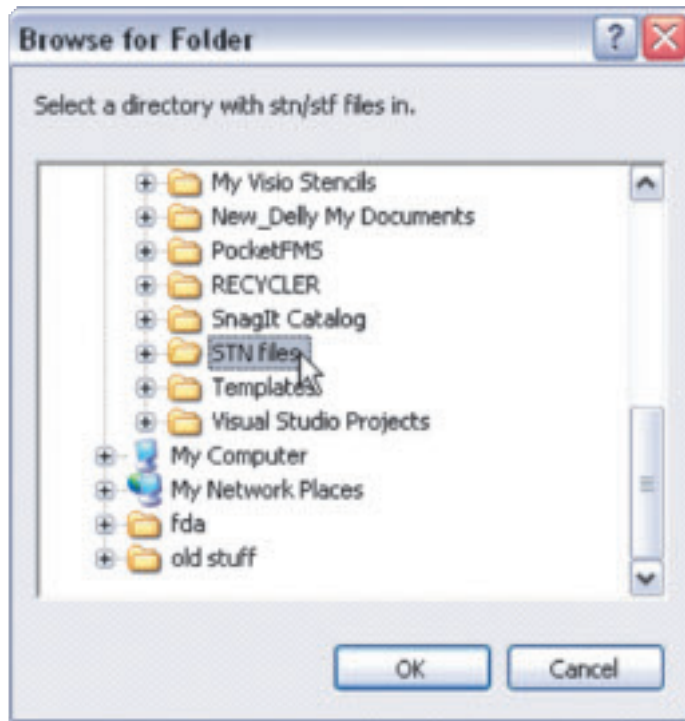 Browse for Folder
Select a directory with stn/stf files in.
My Visio Stencils
New_Delly My Documents
PocketFMS
RECYCLER
SnagIt Catalog
STN files
Templates
Visual Studio Projects
My Computer
My Network Places
fda
old stuff
OK Cancel